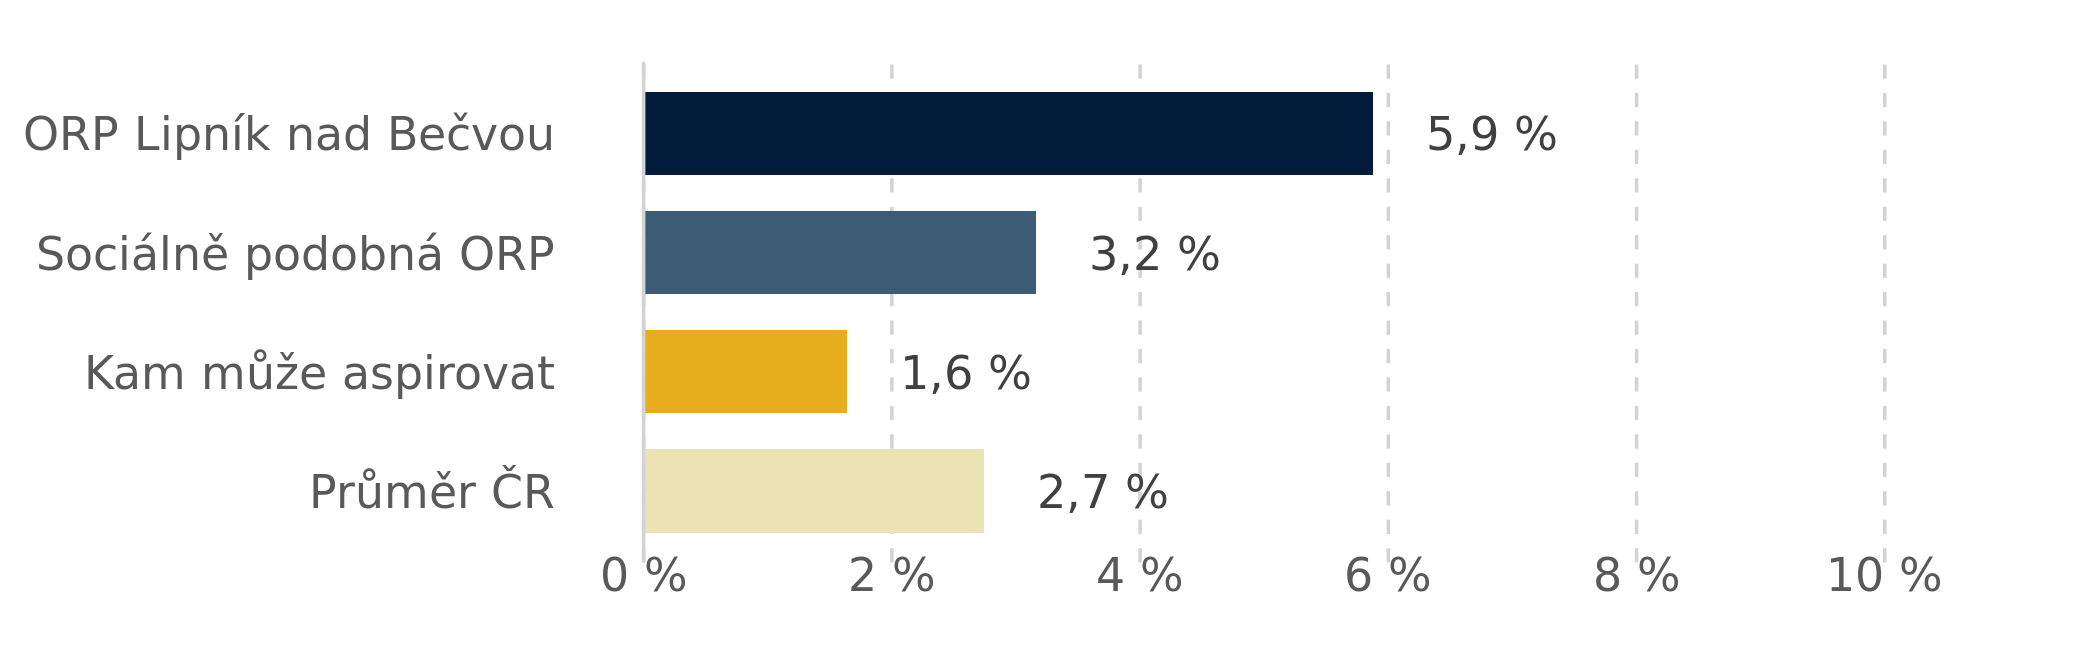 ORP Lipník nad Bečvou 5,9 %
Sociálně podobná ORP 3,2 %
Kam může aspirovat 1,6 %
Průměr ČR 2,7 %
0 % 2 % 4 % 6 % 8 % 10 %